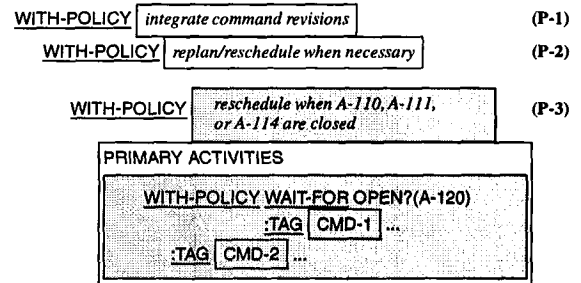 WITH-POLICY integrate command revisions (P-1)
WITH-POLICY replan/reschedule when necessary (P-2)
WITH-POLICY reschedule when A-110, A-111, (P-3)
or A-114 are closed
PRIMARY ACTIVITIES
WITH-POLICY WAIT-FOR OPEN?(A-120)
:TAG CMD-1 ...
:TAG CMD-2 ...